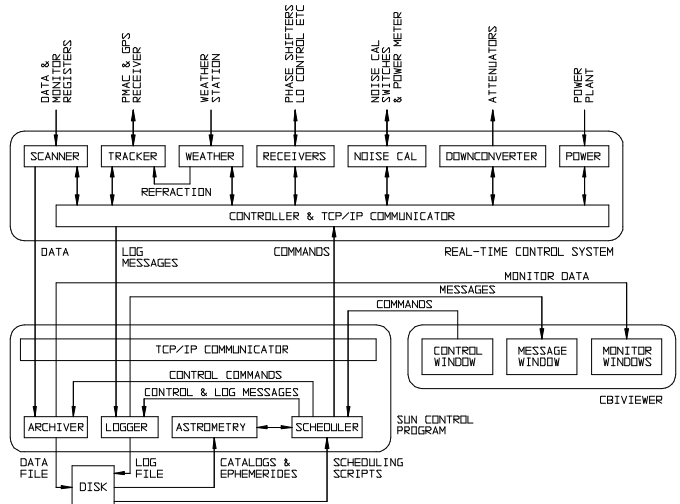 DATA &
MONITOR
REGISTERS
PMAC & GPS
RECEIVER
WEATHER
STATION
PHASE SHIFTERS
LO CONTROL ETC
NOISE CAL
SWITCHES
& POWER METER
ATTENUATORS
POWER
PLANT
SCANNER
TRACKER
WEATHER
RECEIVERS
NOISE CAL
DOWNCONVERTER
POWER
REFRACTION
CONTROLLER & TCP/IP COMMUNICATOR
DATA
LOG
MESSAGES
COMMANDS
REAL-TIME CONTROL SYSTEM
MONITOR DATA
MESSAGES
COMMANDS
TCP/IP COMMUNICATOR
CONTROL
WINDOW
MESSAGE
WINDOW
MONITOR
WINDOWS
CONTROL COMMANDS
CONTROL & LOG MESSAGES
CBIVIEWER
ARCHIVER
LOGGER
ASTROMETRY
SCHEDULER
SUN CONTROL
PROGRAM
DATA
FILE
LOG
FILE
CATALOGS &
EPHEMERIDES
SCHEDULING
SCRIPTS
DISK